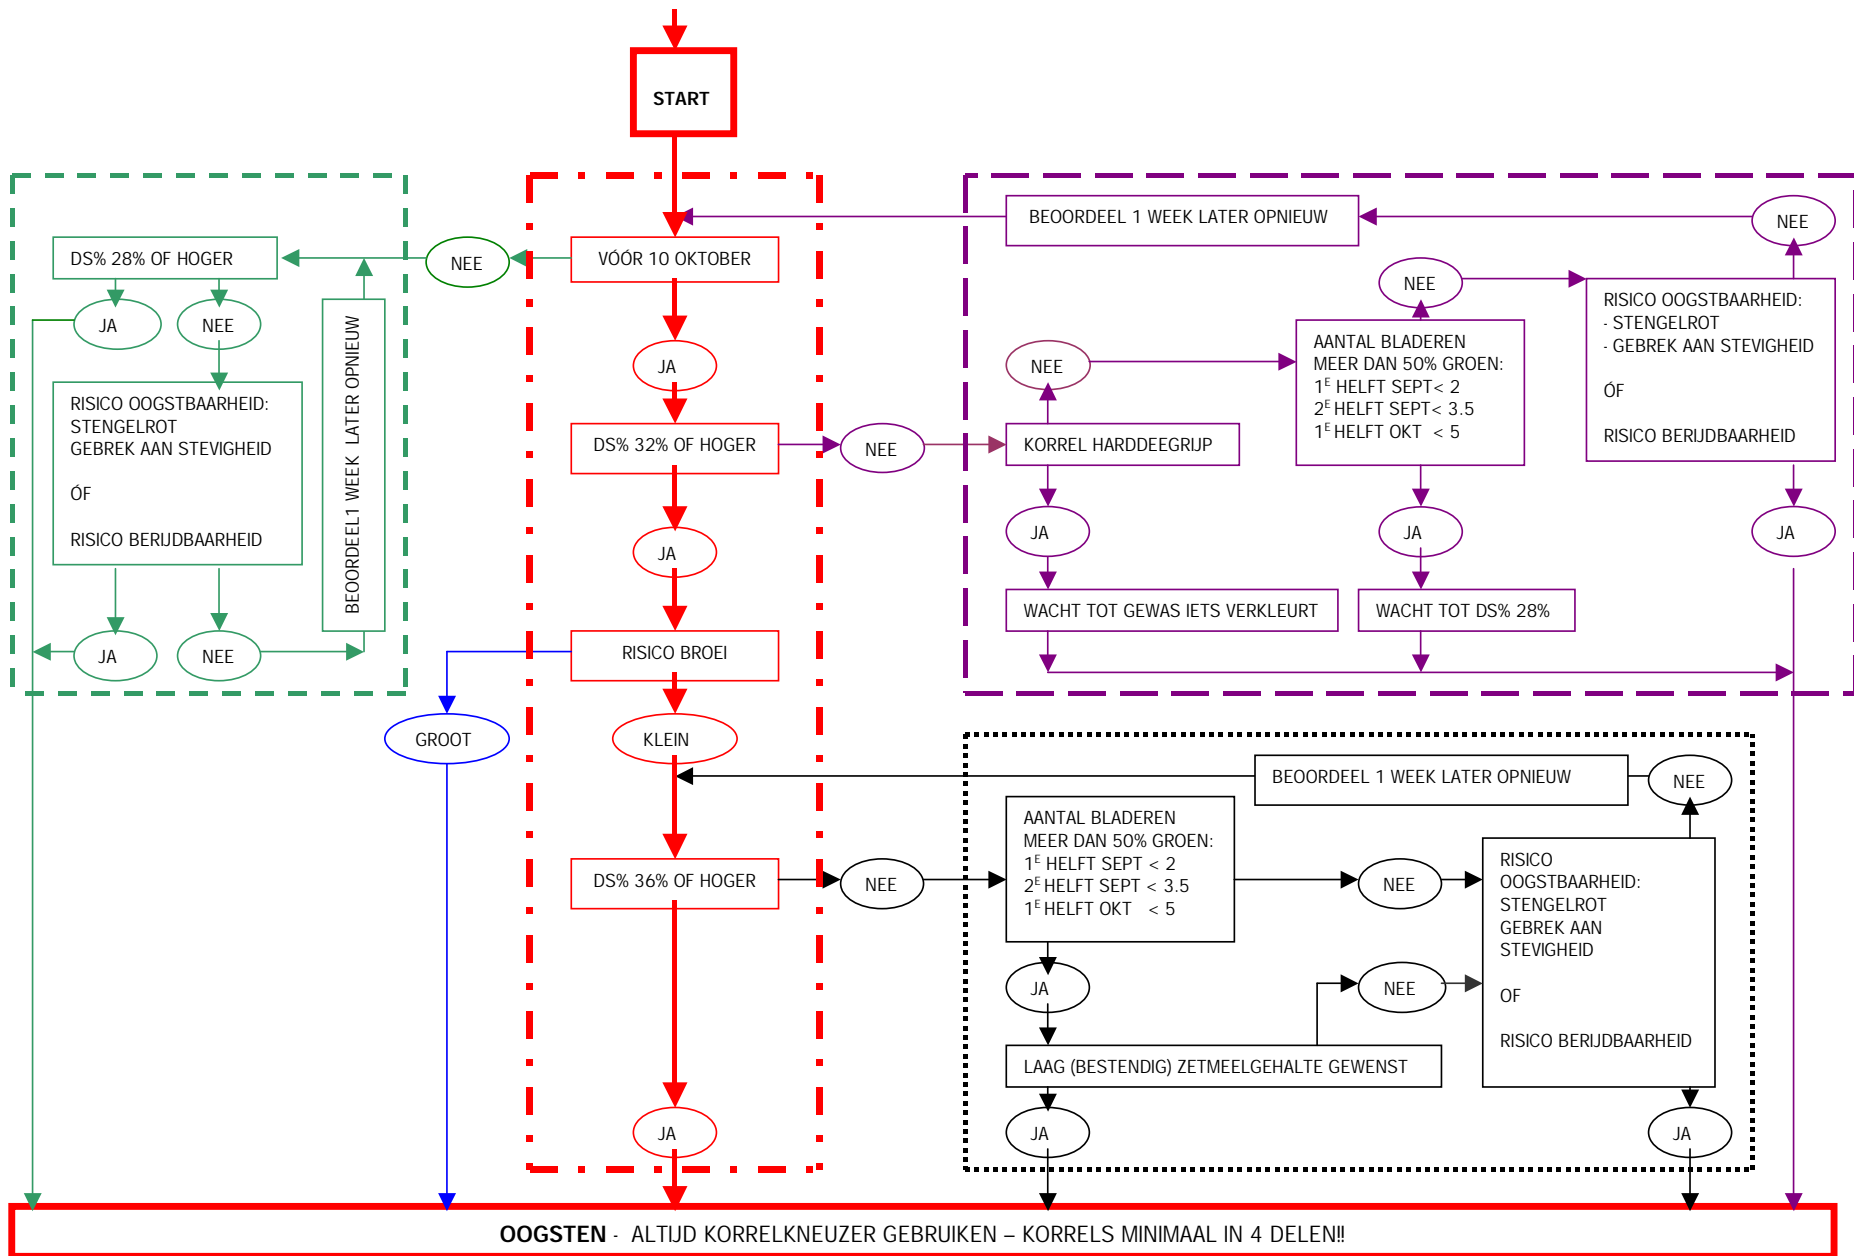 START
DS% 28% OF HOGER
JA
NEE
RISICO OOGSTBAARHEID:
STENGELROT
GEBREK AAN STEVIGHEID
ÓF
RISICO BERIJDBAARHEID
JA
NEE
BEOORDEEL1 WEEK LATER OPNIEUW
NEE
VÓÓR 10 OKTOBER
JA
DS% 32% OF HOGER
JA
RISICO BROEI
GROOT
KLEIN
DS% 36% OF HOGER
JA
NEE
BEOORDEEL 1 WEEK LATER OPNIEUW
NEE
NEE
KORREL HARDDEEGRIJP
JA
WACHT TOT GEWAS IETS VERKLEURT
NEE
AANTAL BLADEREN
MEER DAN 50% GROEN:
1E HELFT SEPT< 2
2E HELFT SEPT< 3.5
1E HELFT OKT < 5
JA
WACHT TOT DS% 28%
RISICO OOGSTBAARHEID:
- STENGELROT
- GEBREK AAN STEVIGHEID
ÓF
RISICO BERIJDBAARHEID
JA
BEOORDEEL 1 WEEK LATER OPNIEUW
NEE
NEE
AANTAL BLADEREN
MEER DAN 50% GROEN:
1E HELFT SEPT < 2
2E HELFT SEPT < 3.5
1E HELFT OKT < 5
JA
LAAG (BESTENDIG) ZETMEELGEHALTE GEWENST
JA
NEE
NEE
RISICO
OOGSTBAARHEID:
STENGELROT
GEBREK AAN
STEVIGHEID
OF
RISICO BERIJDBAARHEID
JA
OOGSTEN - ALTIJD KORRELKNEUZER GEBRUIKEN – KORRELS MINIMAAL IN 4 DELEN!!